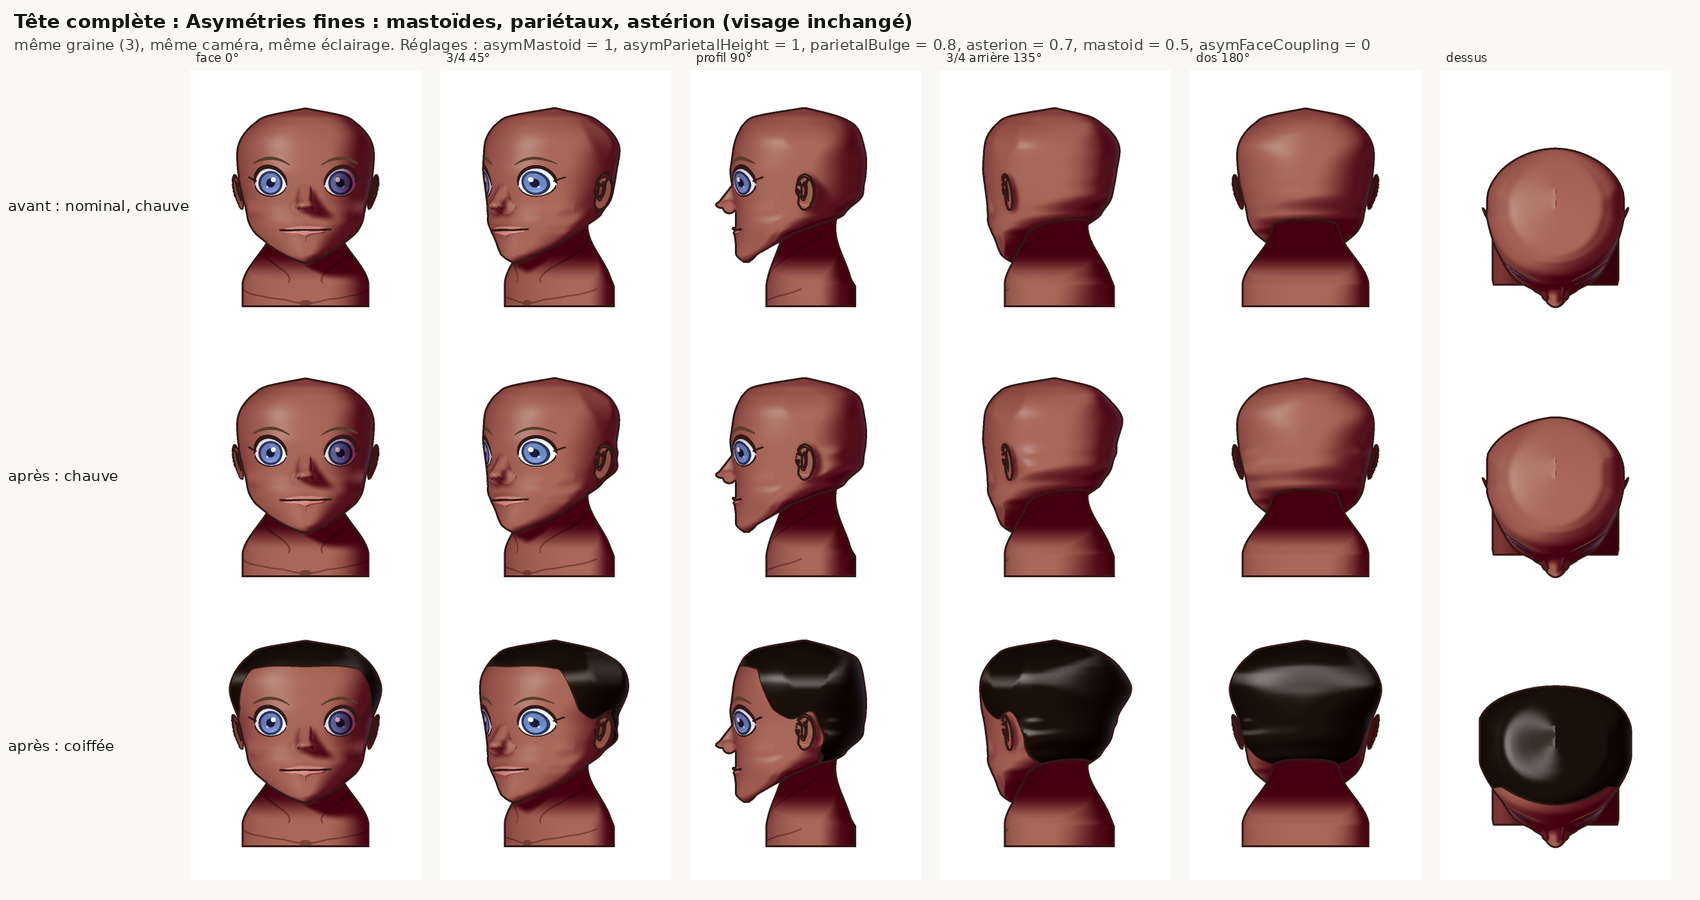 Tête complète : Asymétries fines : mastoïdes, pariétaux, astérion (visage inchangé)
même graine (3), même caméra, même éclairage. Réglages : asymMastoid = 1, asymParietalHeight = 1, parietalBulge = 0.8, asterion = 0.7, mastoid = 0.5, asymFaceCoupling = 0
face 0° 3/4 45° profil 90° 3/4 arrière 135° dos 180° dessus
avant : nominal, chauve
après : chauve
après : coiffée